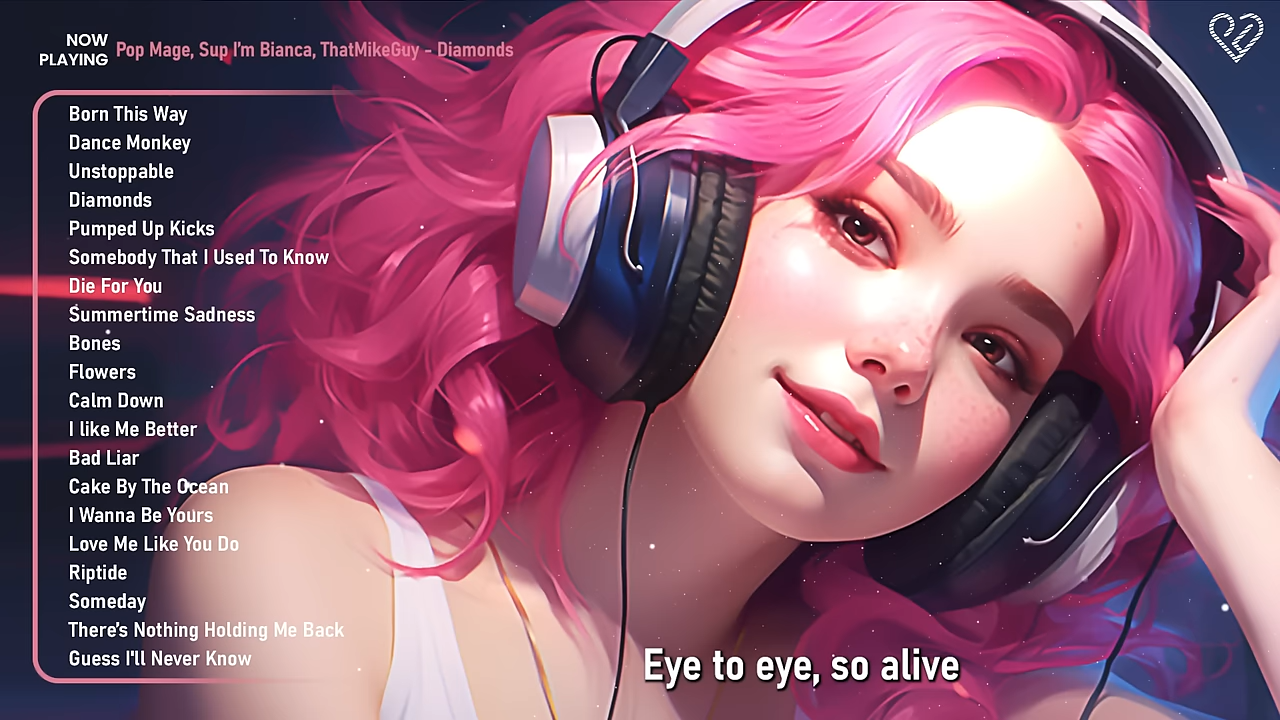 NOW
PLAYING
Pop Mage, Sup I'm Bianca, ThatMikeGuy - Diamonds
Born This Way
Dance Monkey
Unstoppable
Diamonds
Pumped Up Kicks
Somebody That I Used To Know
Die For You
Summertime Sadness
Bones
Flowers
Calm Down
I like Me Better
Bad Liar
Cake By The Ocean
I Wanna Be Yours
Love Me Like You Do
Riptide
Someday
There's Nothing Holding Me Back
Guess I'll Never Know
Eye to eye, so alive